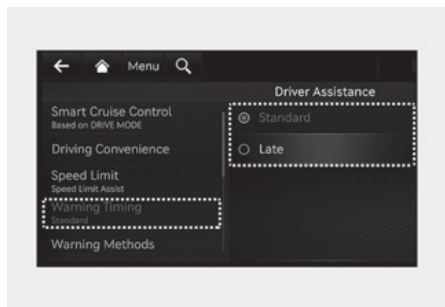 Menu
Driver Assistance
Smart Cruise Control
Based on DRIVE MODE
Driving Convenience
Speed Limit
Speed Limit Assist
Warning Timing
Standard
Warning Methods
Standard
Late